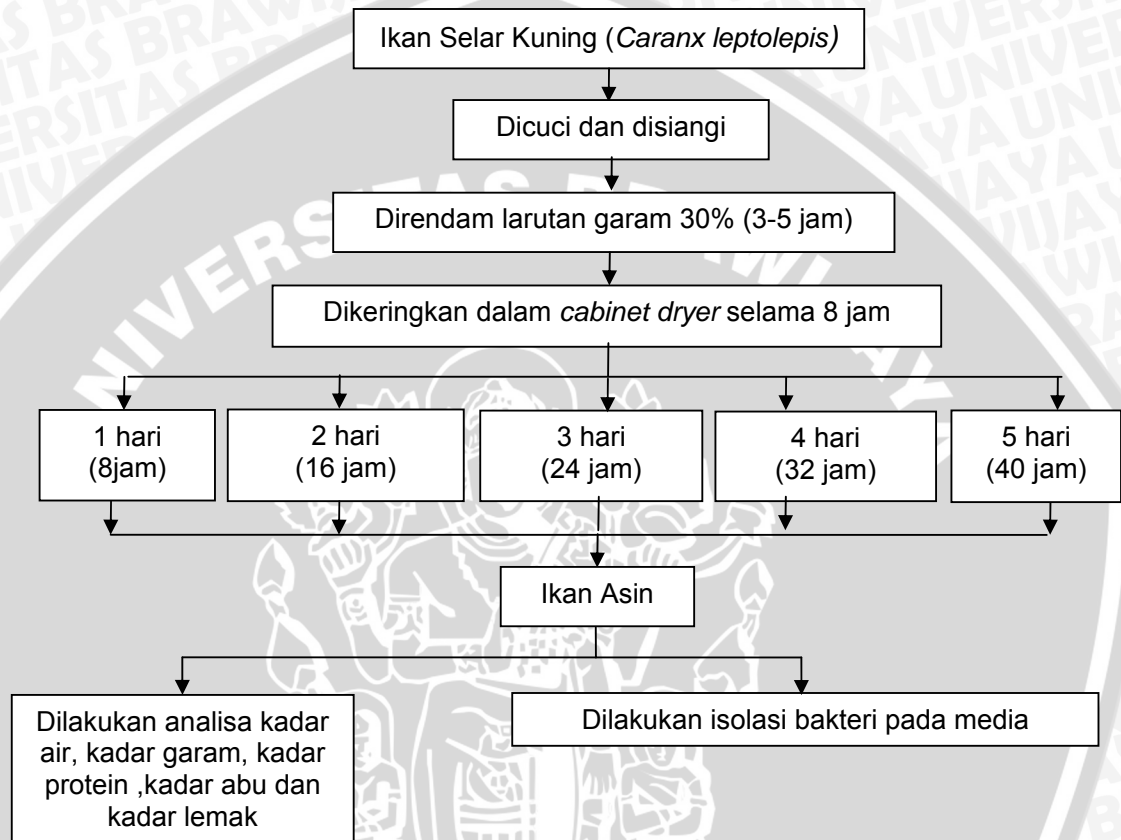 Ikan Selar Kuning (Caranx leptolepis)
Dicuci dan disiangi
Direndam larutan garam 30% (3-5 jam)
Dikeringkan dalam cabinet dryer selama 8 jam
1 hari
(8jam)
2 hari
(16 jam)
3 hari
(24 jam)
4 hari
(32 jam)
5 hari
(40 jam)
Ikan Asin
Dilakukan analisa kadar
air, kadar garam, kadar
protein ,kadar abu dan
kadar lemak
Dilakukan isolasi bakteri pada media